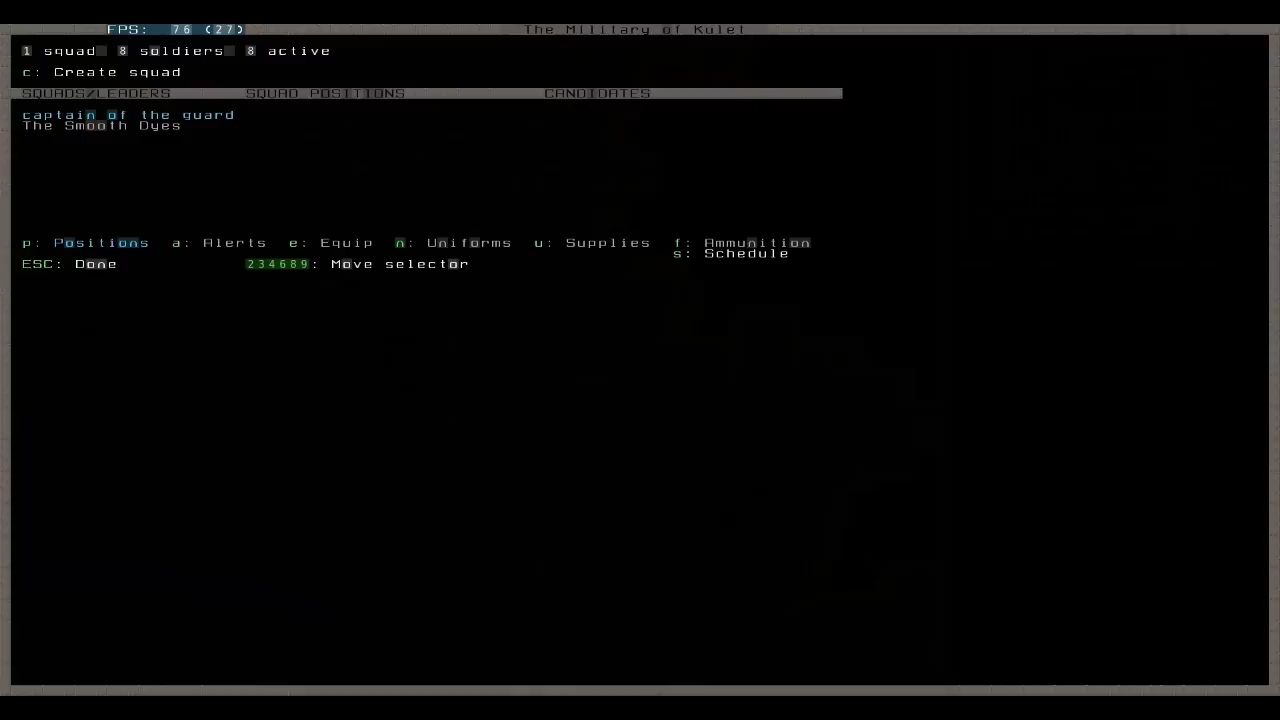 FPS: 76 (27) The Military of Kulet
1 squad 8 soldiers 8 active
c: Create squad
SQUADS/LEADERS SQUAD POSITIONS CANDIDATES
captain of the guard
The Smooth Dyes
p: Positions a: Alerts e: Equip n: Uniforms u: Supplies f: Ammunition
s: Schedule
ESC: Done 234689: Move selector